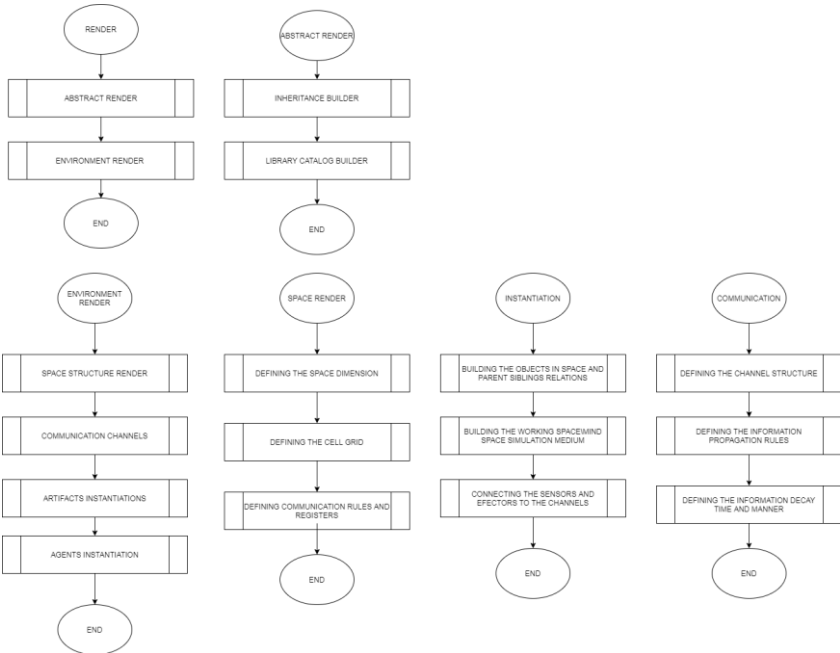 RENDER
ABSTRACT RENDER
ENVIRONMENT RENDER
END
ABSTRACT RENDER
INHERITANCE BUILDER
LIBRARY CATALOG BUILDER
END
ENVIRONMENT
RENDER
SPACE STRUCTURE RENDER
COMMUNICATION CHANNELS
ARTIFACTS INSTANTIATIONS
AGENTS INSTANTIATION
END
SPACE RENDER
DEFINING THE SPACE DIMENSION
DEFINING THE CELL GRID
DEFINING COMMUNICATION RULES AND
REGISTERS
END
INSTANTIATION
BUILDING THE OBJECTS IN SPACE AND
PARENT SIBLINGS RELATIONS
BUILDING THE WORKING SPACE\MIND
SPACE SIMULATION MEDIUM
CONNECTING THE SENSORS AND
EFECTORS TO THE CHANNELS
END
COMMUNICATION
DEFINING THE CHANNEL STRUCTURE
DEFINING THE INFORMATION
PROPAGATION RULES
DEFINING THE INFORMATION DECAY
TIME AND MANNER
END